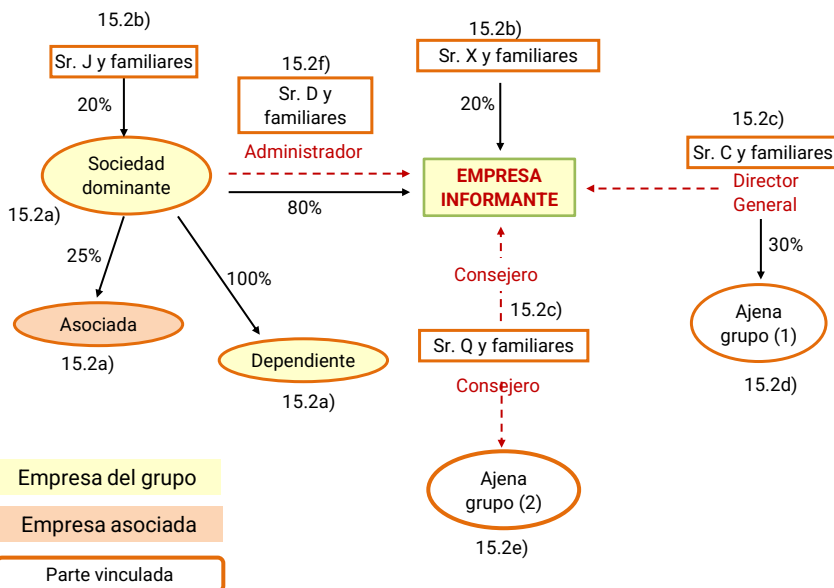 15.2b)
Sr. J y familiares
20%
15.2f)
Sr. D y
familiares
15.2b)
Sr. X y familiares
20%
15.2c)
Sr. C y familiares
Director
General
30%
Sociedad
dominante
15.2a)
Administrador
80%
EMPRESA
INFORMANTE
25%
100%
Asociada
15.2a)
Dependiente
15.2a)
Consejero
15.2c)
Sr. Q y familiares
Consejero
Ajena
grupo (1)
15.2d)
Ajena
grupo (2)
15.2e)
Empresa del grupo
Empresa asociada
Parte vinculada